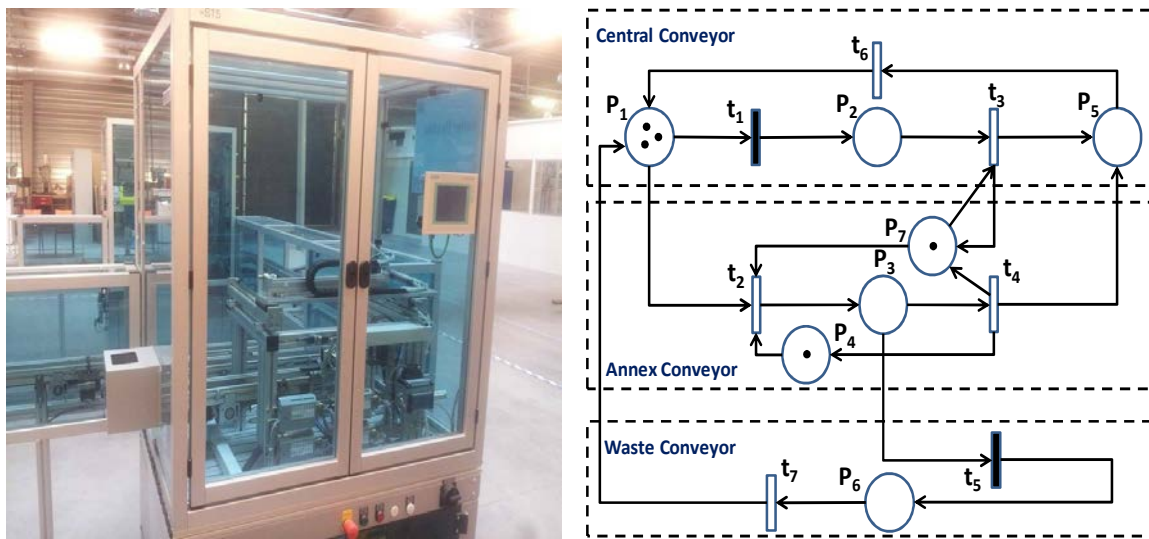 -S15
Central Conveyor
t6
P1
t1
P2
t3
P5
P7
t2
P3
t4
P4
Annex Conveyor
Waste Conveyor
t7
P6
t5